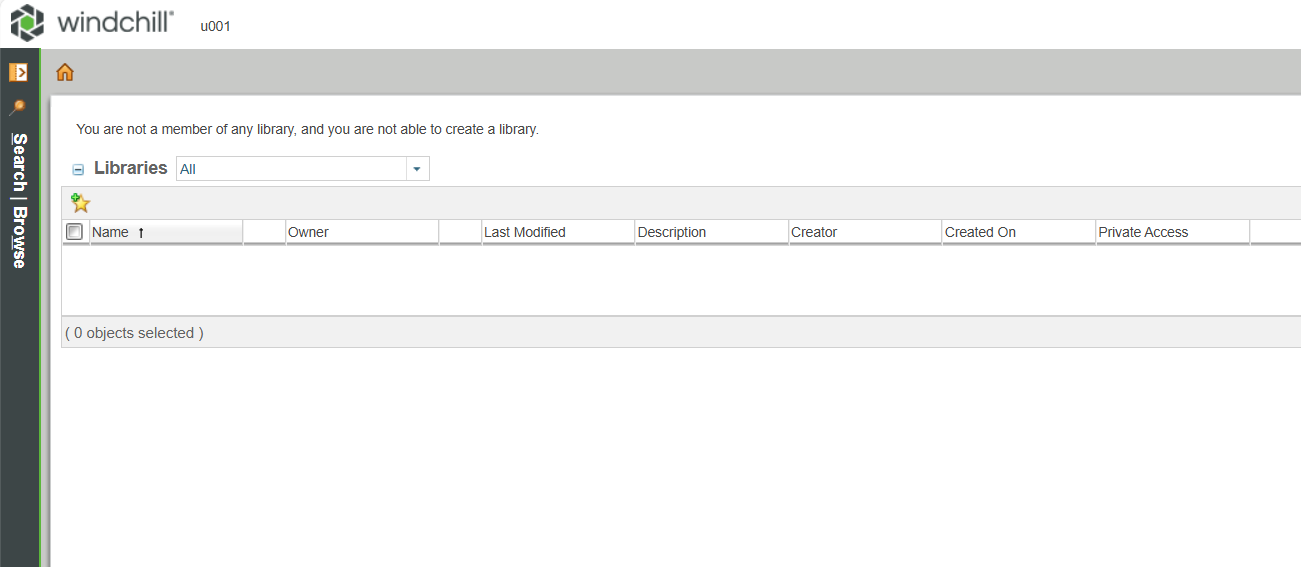 windchill® u001
Search | Browse
You are not a member of any library, and you are not able to create a library.
Libraries All
Name ↑ Owner Last Modified Description Creator Created On Private Access
( 0 objects selected )